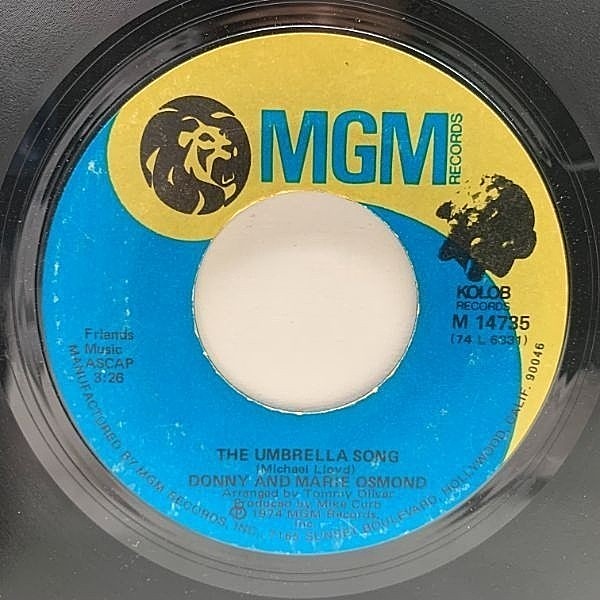 MGM
RECORDS
KOLOB
RECORDS
M 14735
(74 L 6331)
Friends
Music
ASCAP
3:26
THE UMBRELLA SONG
(Michael Lloyd)
DONNY AND MARIE OSMOND
Arranged by Tommy Oliver
Produced by Mike Curb
℗ 1974 MGM Records,
Inc.
MANUFACTURED BY MGM RECORDS, INC., 7165 SUNSET BOULEVARD, HOLLYWOOD, CALIF. 90046